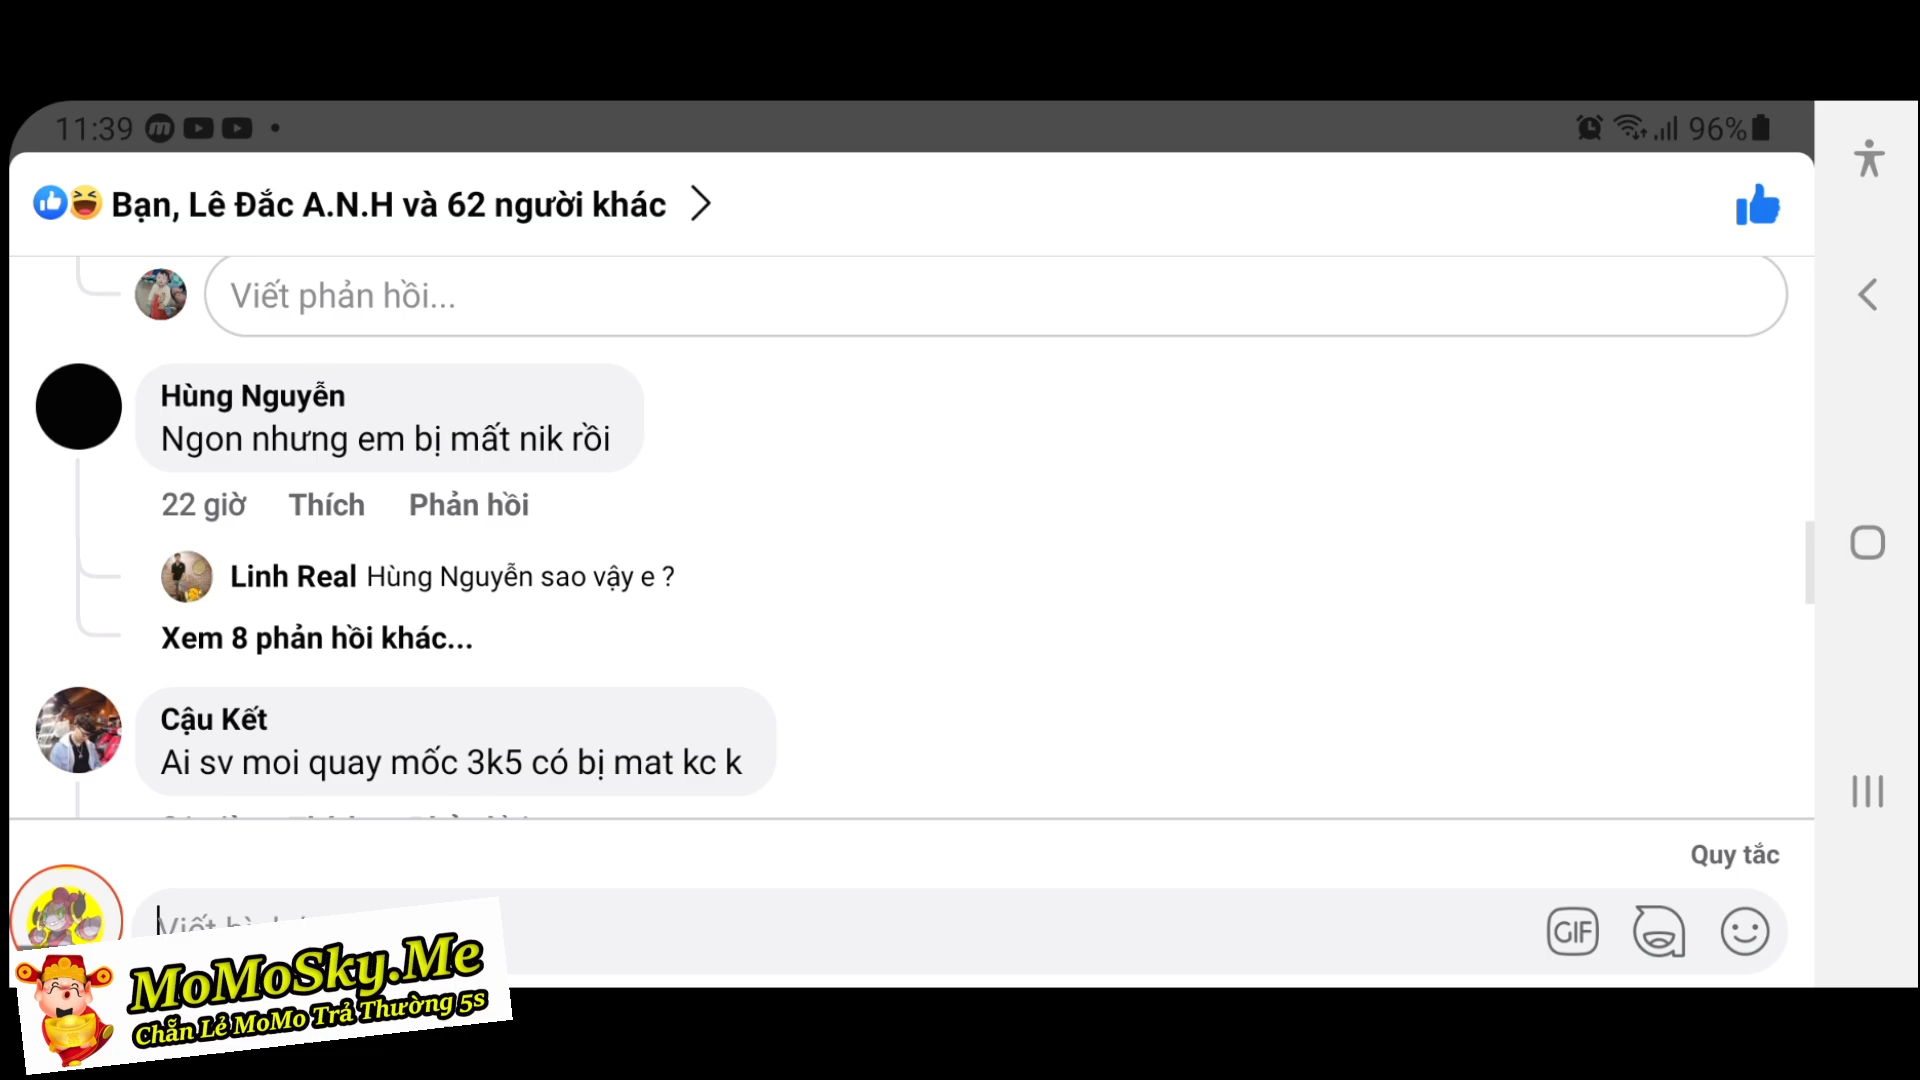 11:39
96%
Bạn, Lê Đắc A.N.H và 62 người khác
Viết phản hồi...
Hùng Nguyễn
Ngon nhưng em bị mất nik rồi
22 giờ Thích Phản hồi
Linh Real Hùng Nguyễn sao vậy e ?
Xem 8 phản hồi khác...
Cậu Kết
Ai sv moi quay mốc 3k5 có bị mat kc k
Quy tắc
Viết
GIF
MoMoSky.Me
Chẵn Lẻ MoMo Trả Thường 5s